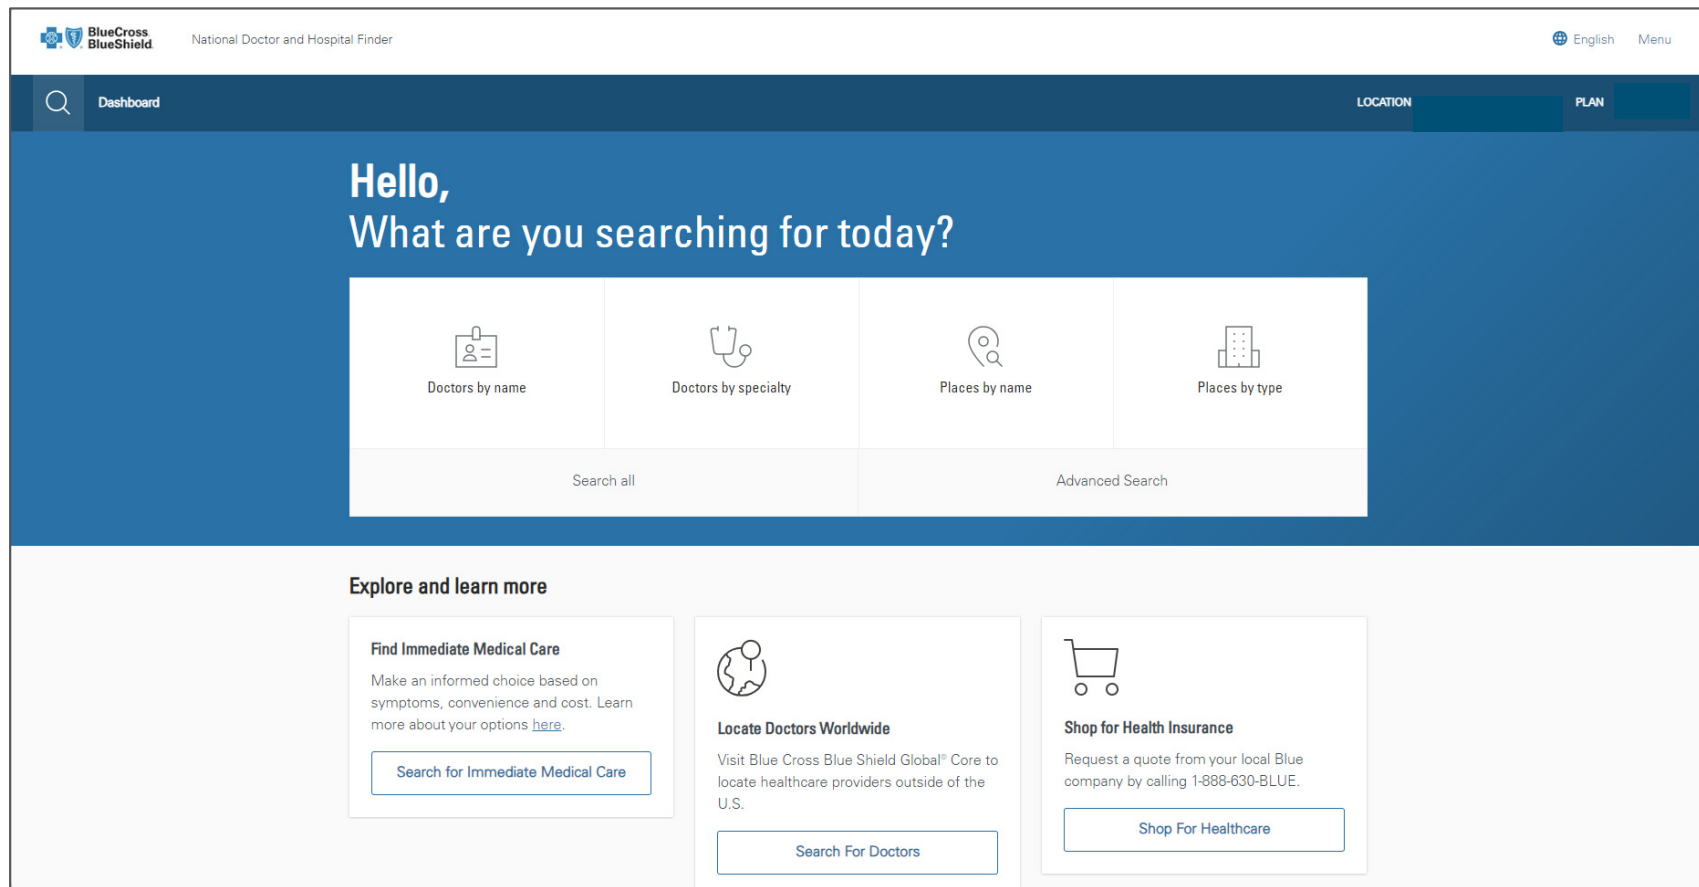 BlueCross
BlueShield
National Doctor and Hospital Finder
English
Menu
Dashboard
LOCATION
PLAN
Hello,
What are you searching for today?
Doctors by name
Doctors by specialty
Places by name
Places by type
Search all
Advanced Search
Explore and learn more
Find Immediate Medical Care
Make an informed choice based on
symptoms, convenience and cost. Learn
more about your options here.
Search for Immediate Medical Care
Locate Doctors Worldwide
Visit Blue Cross Blue Shield Global® Core to
locate healthcare providers outside of the
U.S.
Search For Doctors
Shop for Health Insurance
Request a quote from your local Blue
company by calling 1-888-630-BLUE.
Shop For Healthcare